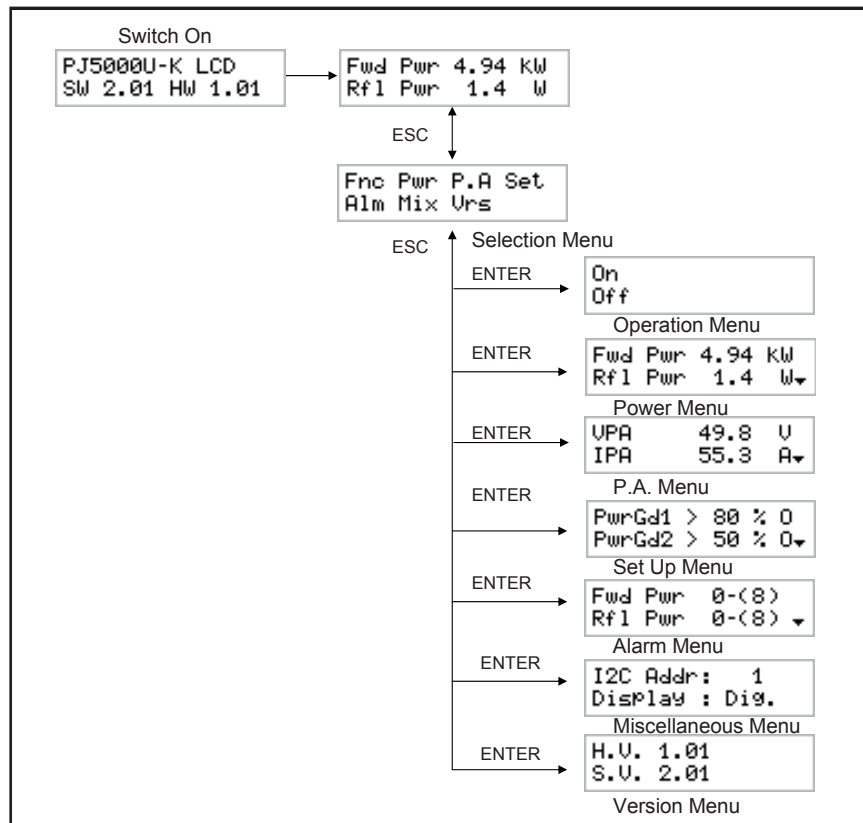 Switch On
PJ5000U-K LCD
SW 2.01 HW 1.01
Fwd Pwr 4.94 KW
Rfl Pwr 1.4 W
ESC
Fnc Pwr P.A Set
Alm Mix Vrs
ESC
Selection Menu
ENTER
On
Off
Operation Menu
ENTER
Fwd Pwr 4.94 KW
Rfl Pwr 1.4 W
Power Menu
ENTER
VPA 49.8 V
IPA 55.3 A
P.A. Menu
ENTER
PwrGd1 > 80 % O
PwrGd2 > 50 % O
Set Up Menu
ENTER
Fwd Pwr 0-(8)
Rfl Pwr 0-(8)
Alarm Menu
ENTER
I2C Addr: 1
Display : Dig.
Miscellaneous Menu
ENTER
H.V. 1.01
S.V. 2.01
Version Menu